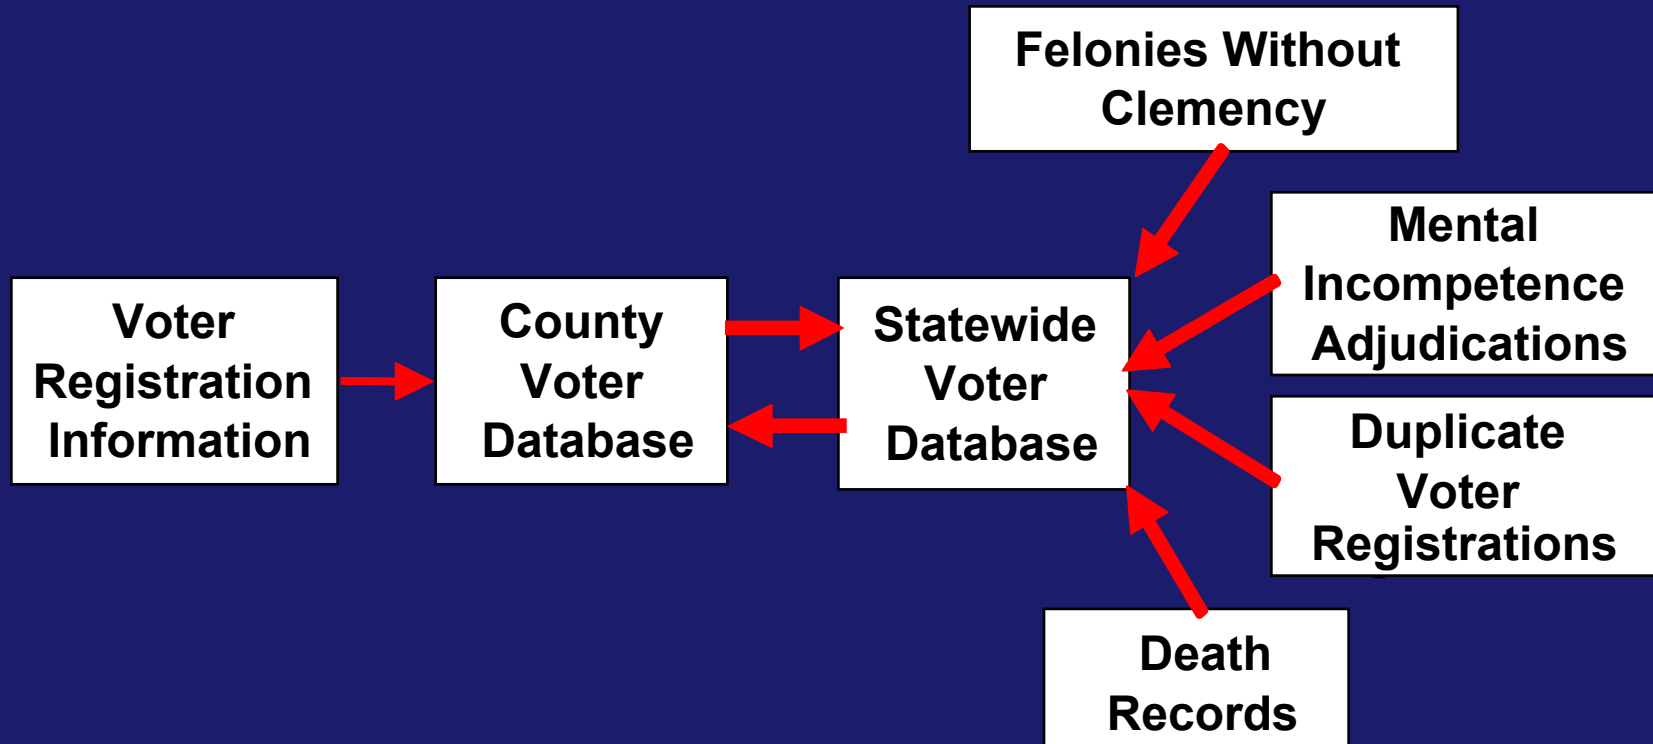 Felonies Without
Clemency
Mental
Incompetence
Adjudications
Voter
Registration
Information
County
Voter
Database
Statewide
Voter
Database
Duplicate
Voter
Registrations
Death
Records